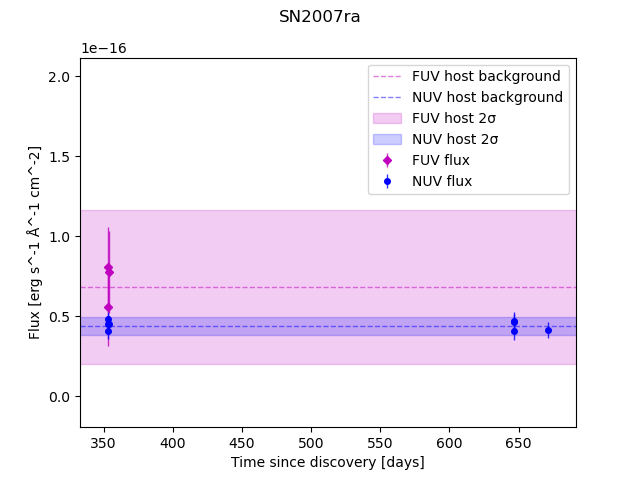 SN2007ra
1e−16
2.0
1.5
1.0
0.5
0.0
Flux [erg s^-1 Å^-1 cm^-2]
FUV host background
NUV host background
FUV host 2σ
NUV host 2σ
FUV flux
NUV flux
350 400 450 500 550 600 650
Time since discovery [days]